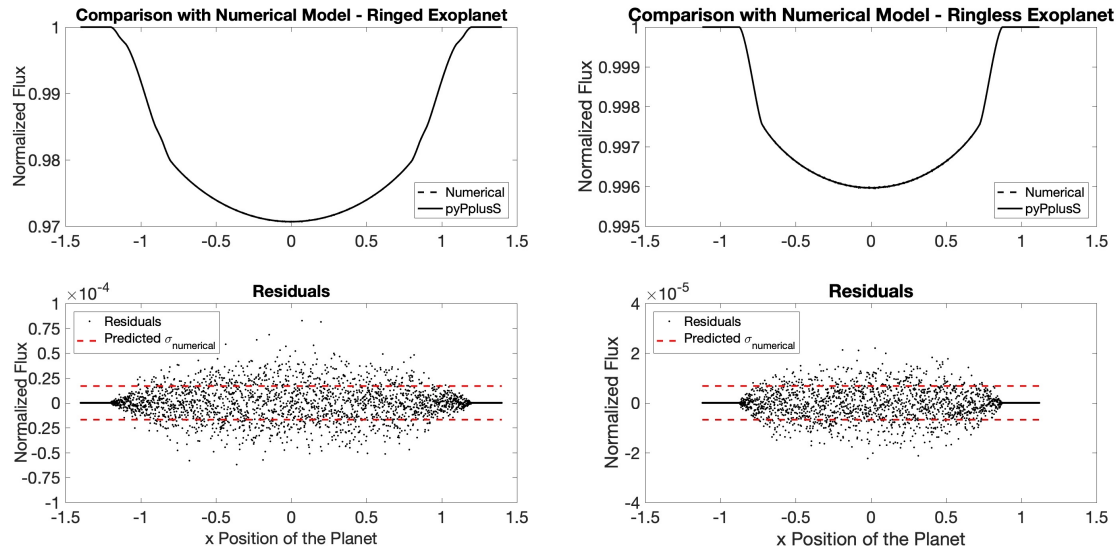 Comparison with Numerical Model - Ringed Exoplanet
Normalized Flux
1
0.99
0.98
0.97
-1.5 -1 -0.5 0 0.5 1 1.5
Numerical
pyPplusS
Comparison with Numerical Model - Ringless Exoplanet
Normalized Flux
1
0.999
0.998
0.997
0.996
0.995
-1.5 -1 -0.5 0 0.5 1 1.5
Numerical
pyPplusS
Residuals
×10⁻⁴
Normalized Flux
1
0.75
0.5
0.25
0
-0.25
-0.5
-0.75
-1
-1.5 -1 -0.5 0 0.5 1 1.5
x Position of the Planet
Residuals
Predicted σnumerical
Residuals
×10⁻⁵
Normalized Flux
4
2
0
-2
-4
-1.5 -1 -0.5 0 0.5 1 1.5
x Position of the Planet
Residuals
Predicted σnumerical